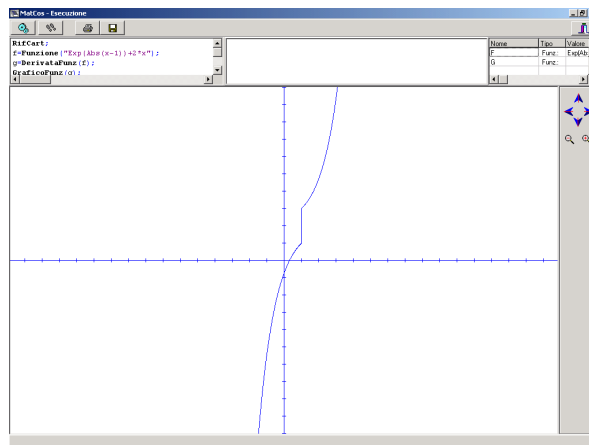 MatCos - Esecuzione
RifCart;
f=Funzione("Exp(Abs(x-1))+2*x");
g=DerivataFunz(f);
GraficoFunz(g);
Nome Tipo Valore
F Funz.: Exp(Ab
G Funz.: